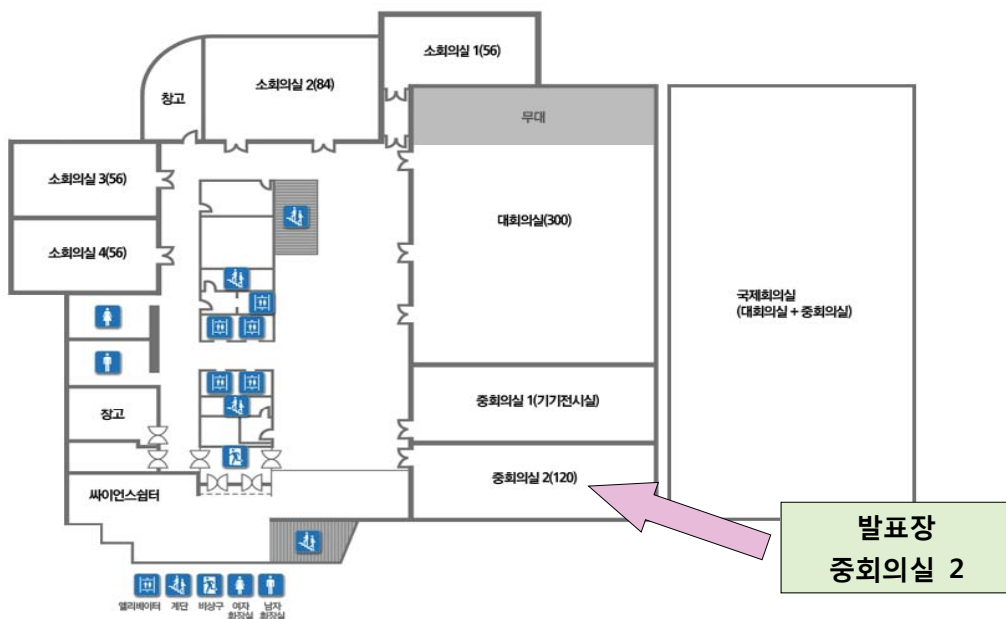 소회의실 1(56)
소회의실 2(84)
창고
무대
소회의실 3(56)
대회의실(300)
소회의실 4(56)
국제회의실
(대회의실 + 중회의실)
중회의실 1(기기전시실)
장고
중회의실 2(120)
싸이언스쉼터
발표장
중회의실 2
엘리베이터 계단 비상구 여자 화장실 남자 화장실